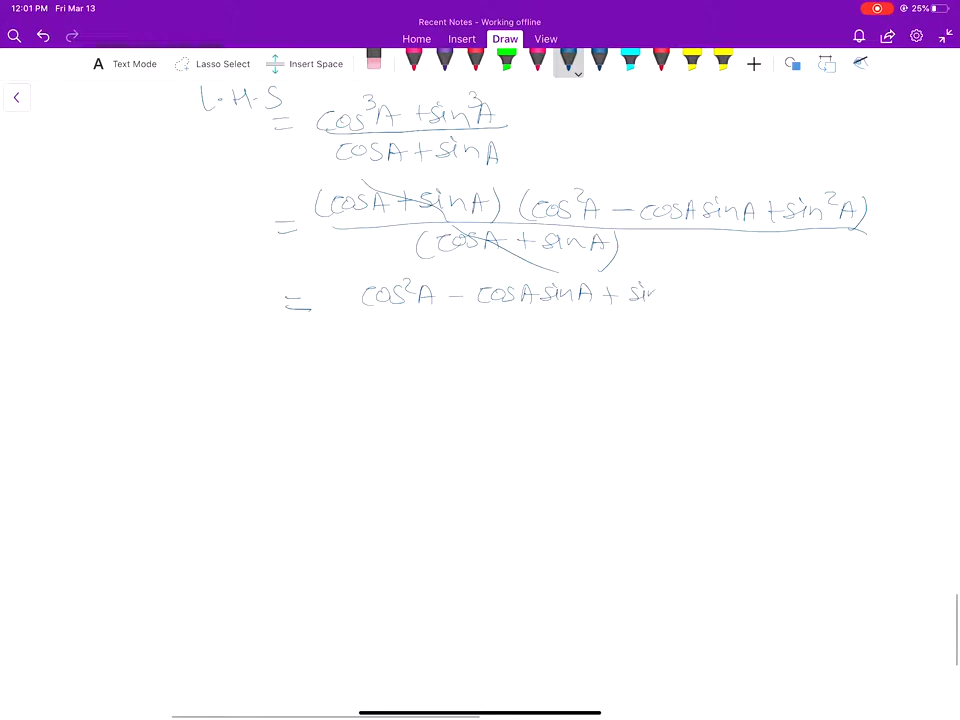 12:01 PM Fri Mar 13
25%
Recent Notes - Working offline
Home Insert Draw View
A Text Mode Lasso Select Insert Space
L.H.S
= cos³A + sin³A
cosA + sinA
= (cosA + sinA) (cos²A - cosA sinA + sin²A)
(cosA + sinA)
= cos²A - cosA sinA + sin